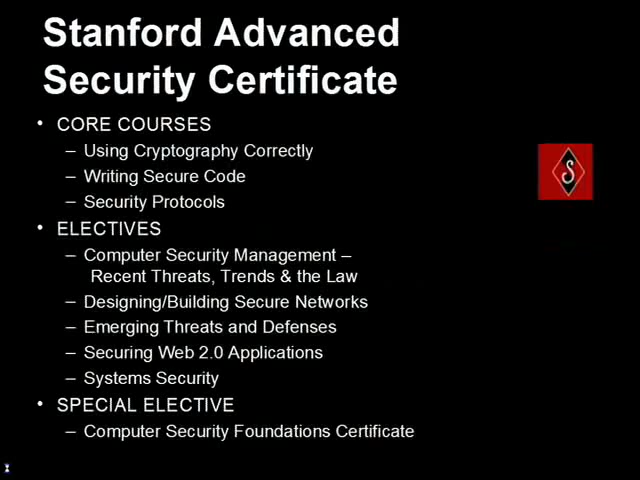 Stanford Advanced
Security Certificate
• CORE COURSES
– Using Cryptography Correctly
– Writing Secure Code
– Security Protocols
• ELECTIVES
– Computer Security Management –
Recent Threats, Trends & the Law
– Designing/Building Secure Networks
– Emerging Threats and Defenses
– Securing Web 2.0 Applications
– Systems Security
• SPECIAL ELECTIVE
– Computer Security Foundations Certificate
S